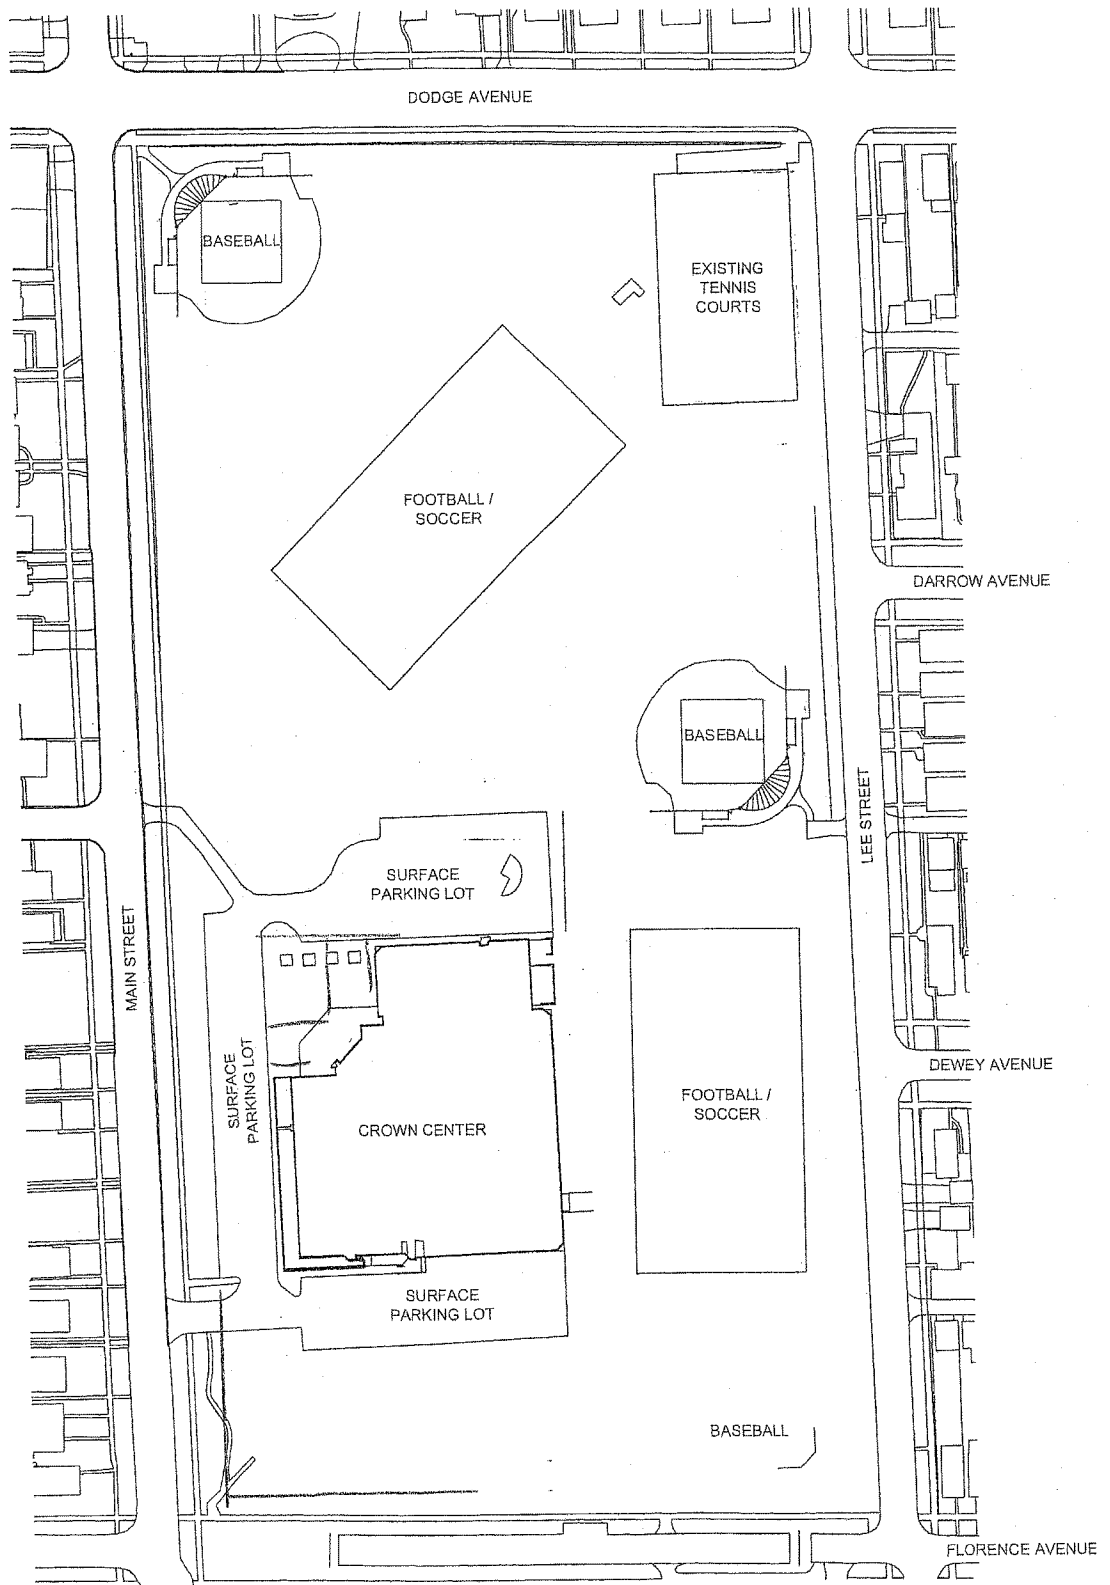 DODGE AVENUE
BASEBALL
EXISTING
TENNIS
COURTS
FOOTBALL /
SOCCER
DARROW AVENUE
BASEBALL
LEE STREET
SURFACE
PARKING LOT
MAIN STREET
SURFACE
PARKING LOT
DEWEY AVENUE
FOOTBALL /
SOCCER
CROWN CENTER
SURFACE
PARKING LOT
BASEBALL
FLORENCE AVENUE